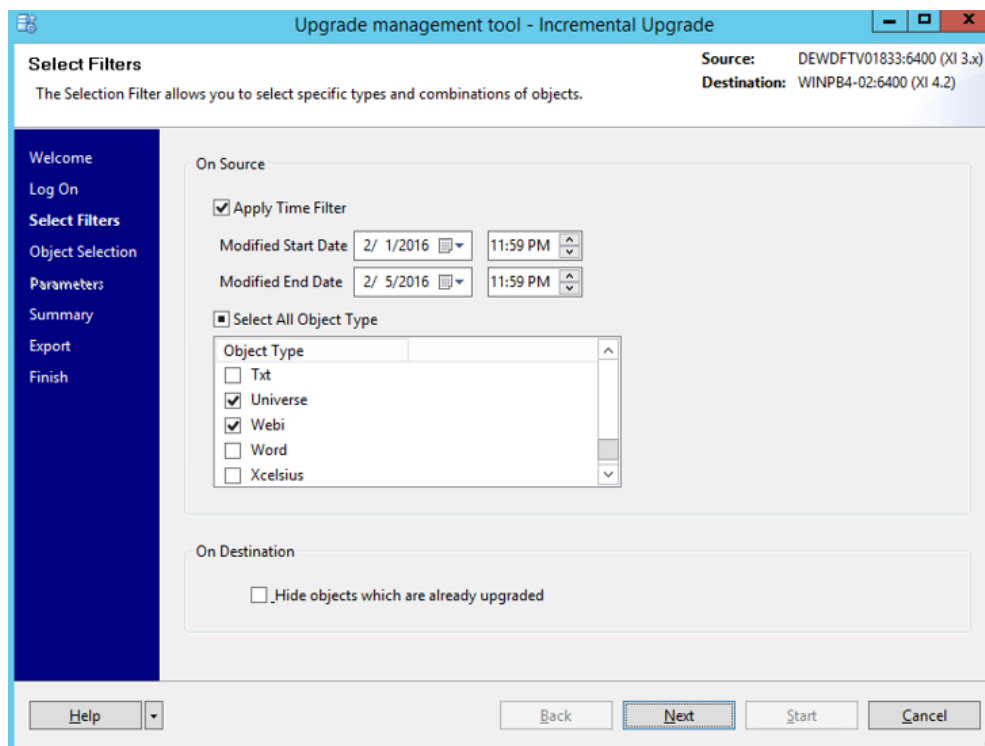 Upgrade management tool - Incremental Upgrade
Select Filters
The Selection Filter allows you to select specific types and combinations of objects.
Source: DEWDFTV01833:6400 (XI 3.x)
Destination: WINPB4-02:6400 (XI 4.2)
Welcome
Log On
Select Filters
Object Selection
Parameters
Summary
Export
Finish
On Source
Apply Time Filter
Modified Start Date 2/ 1/2016 11:59 PM
Modified End Date 2/ 5/2016 11:59 PM
Select All Object Type
Object Type
Txt
Universe
Webi
Word
Xcelsius
On Destination
Hide objects which are already upgraded
Help Back Next Start Cancel